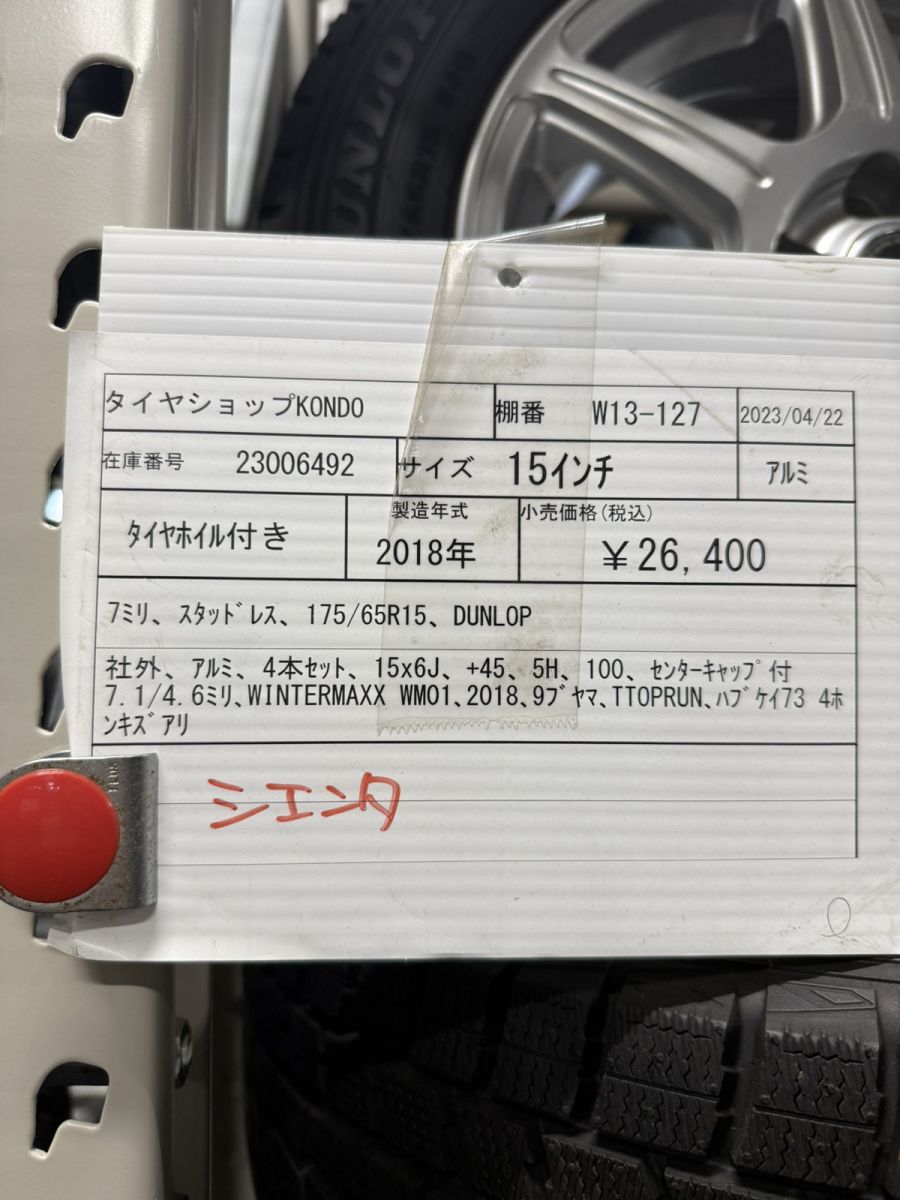 DUNLOP
タイヤショップKONDO 棚番 W13-127 2023/04/22
在庫番号 23006492 サイズ 15インチ ｱﾙﾐ
ﾀｲﾔﾎｲﾙ付き 製造年式 2018年 小売価格(税込) ￥26,400
7ﾐﾘ、ｽﾀｯﾄﾞﾚｽ、175/65R15、DUNLOP
社外、ｱﾙﾐ、4本ｾｯﾄ、15x6J、+45、5H、100、ｾﾝﾀｰｷｬｯﾌﾟ付
7.1/4.6ﾐﾘ､WINTERMAXX WM01､2018､9ﾌﾞﾔﾏ､TTOPRUN､ﾊﾌﾞｹｲ73 4ﾎ
ﾝｷｽﾞｱﾘ
シエンタ